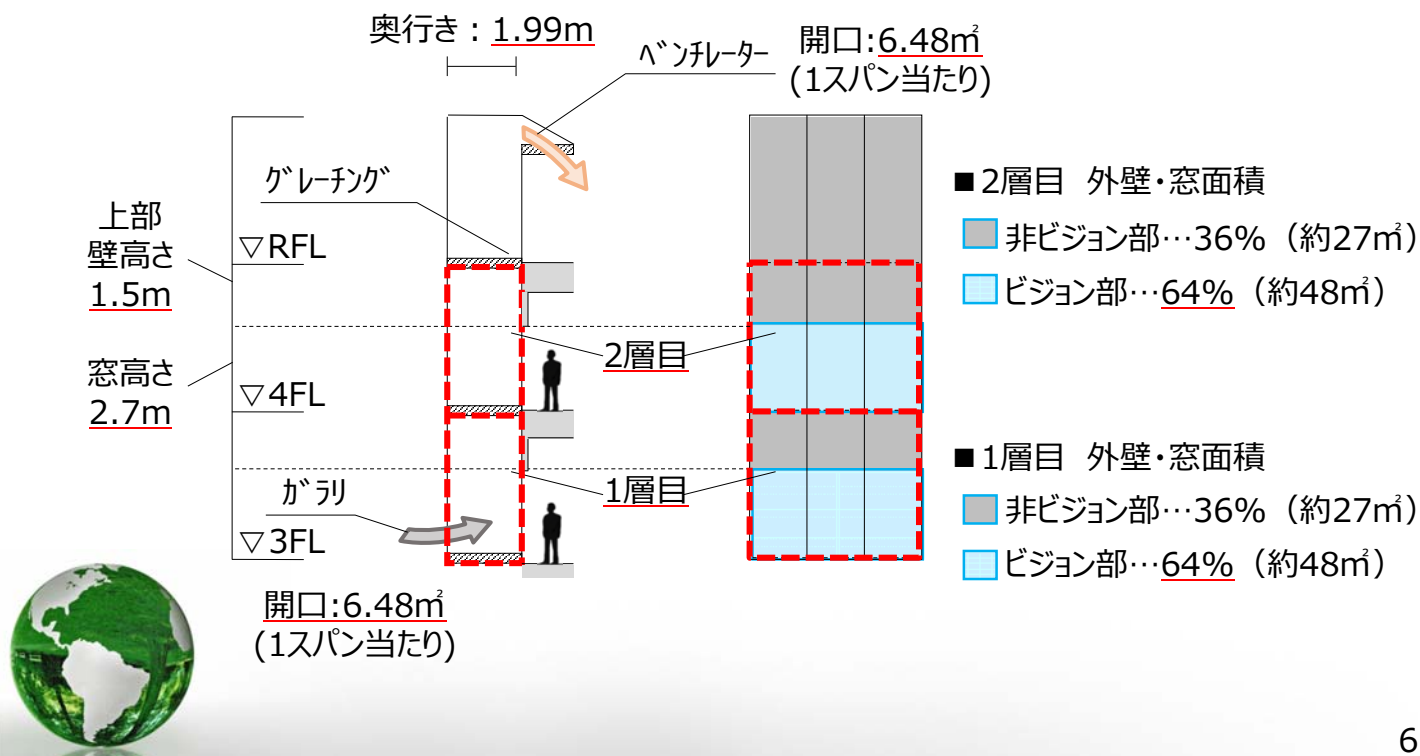 奥行き：1.99m
ﾍﾞﾝﾁﾚｰﾀｰ
開口:6.48㎡
(1スパン当たり)
ｸﾞﾚｰﾁﾝｸﾞ
上部
壁高さ
1.5m
▽RFL
窓高さ
2.7m
▽4FL
2層目
ｶﾞﾗﾘ
1層目
▽3FL
開口:6.48㎡
(1スパン当たり)
■2層目 外壁・窓面積
非ビジョン部…36%（約27㎡）
ビジョン部…64%（約48㎡）
■1層目 外壁・窓面積
非ビジョン部…36%（約27㎡）
ビジョン部…64%（約48㎡）
6